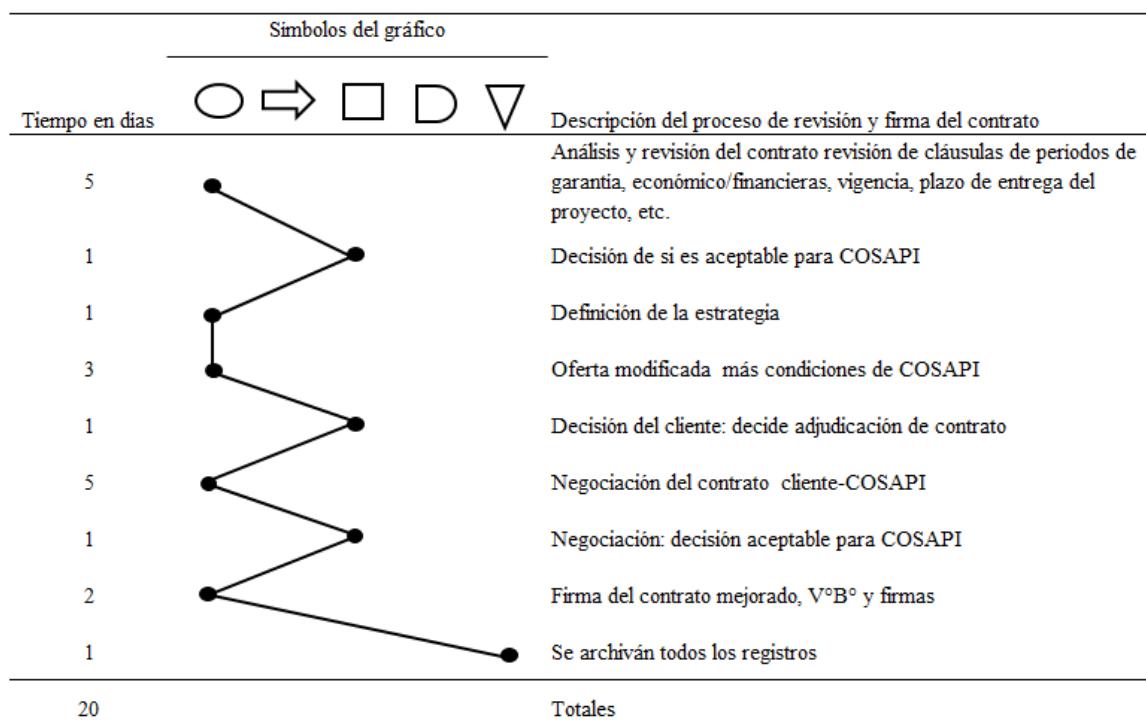 Simbolos del gráfico
Tiempo en dias
Descripción del proceso de revisión y firma del contrato
Análisis y revisión del contrato revisión de cláusulas de periodos de
5 garantía, económico/financieras, vigencia, plazo de entrega del
proyecto, etc.
1 Decisión de si es aceptable para COSAPI
1 Definición de la estrategia
3 Oferta modificada más condiciones de COSAPI
1 Decisión del cliente: decide adjudicación de contrato
5 Negociación del contrato cliente-COSAPI
1 Negociación: decisión aceptable para COSAPI
2 Firma del contrato mejorado, V°B° y firmas
1 Se archiván todos los registros
20 Totales